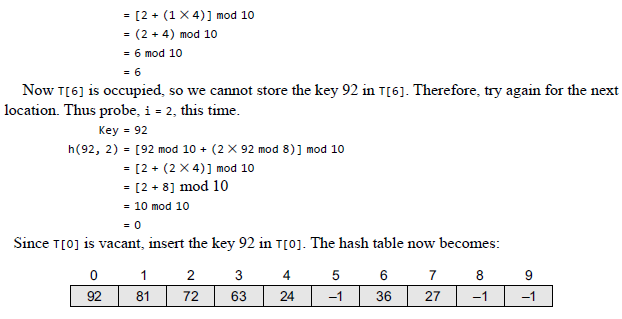 = [2 + (1 × 4)] mod 10
= (2 + 4) mod 10
= 6 mod 10
= 6
Now T[6] is occupied, so we cannot store the key 92 in T[6]. Therefore, try again for the next
location. Thus probe, i = 2, this time.
Key = 92
h(92, 2) = [92 mod 10 + (2 × 92 mod 8)] mod 10
= [2 + (2 × 4)] mod 10
= [2 + 8] mod 10
= 10 mod 10
= 0
Since T[0] is vacant, insert the key 92 in T[0]. The hash table now becomes:
0 1 2 3 4 5 6 7 8 9
92 81 72 63 24 –1 36 27 –1 –1